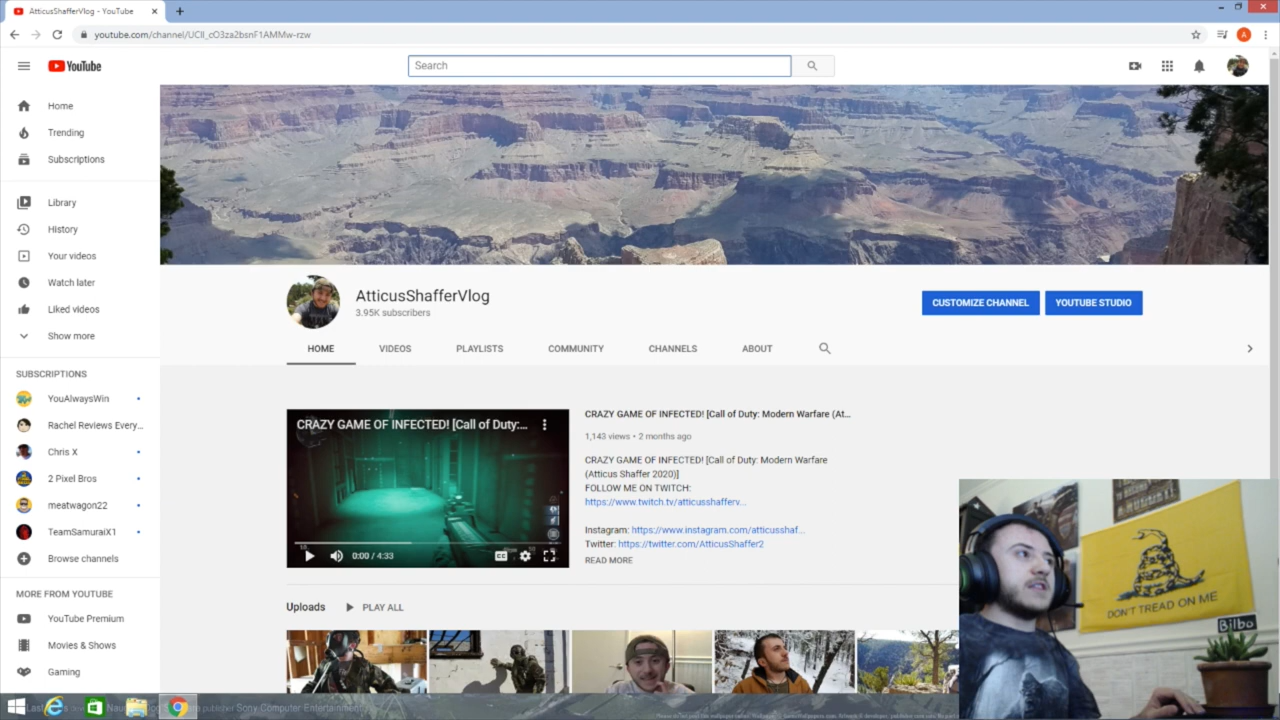 AtticusShafferVlog - YouTube
youtube.com/channel/UCII_cO3za2bsnF1AMMw-rzw
YouTube
Search
Home
Trending
Subscriptions
Library
History
Your videos
Watch later
Liked videos
Show more
SUBSCRIPTIONS
YouAlwaysWin
Rachel Reviews Every...
Chris X
2 Pixel Bros
meatwagon22
TeamSamuraiX1
Browse channels
MORE FROM YOUTUBE
YouTube Premium
Movies & Shows
Gaming
AtticusShafferVlog
3.95K subscribers
CUSTOMIZE CHANNEL
YOUTUBE STUDIO
HOME VIDEOS PLAYLISTS COMMUNITY CHANNELS ABOUT
CRAZY GAME OF INFECTED! [Call of Duty:...
0:00 / 4:33
CRAZY GAME OF INFECTED! [Call of Duty: Modern Warfare (At...
1,143 views • 2 months ago
CRAZY GAME OF INFECTED! [Call of Duty: Modern Warfare
(Atticus Shaffer 2020)]
FOLLOW ME ON TWITCH:
https://www.twitch.tv/atticusshafferv...
Instagram: https://www.instagram.com/atticusshaf...
Twitter: https://twitter.com/AtticusShaffer2
READ MORE
Uploads PLAY ALL
DON'T TREAD ON ME
Bilbo
publisher Sony Computer Entertainment